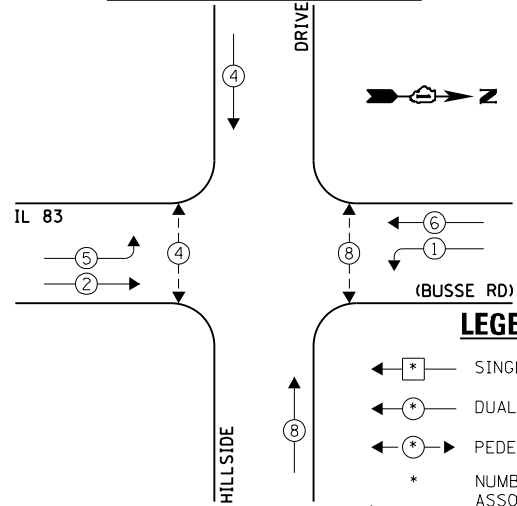 DRIVE
4
N
IL 83
6
5
4
8
1
2
(BUSSE RD)
LEGE
* SINGL
* DUAL
8
* PEDE
HILLSIDE
* NUMB
ASSO